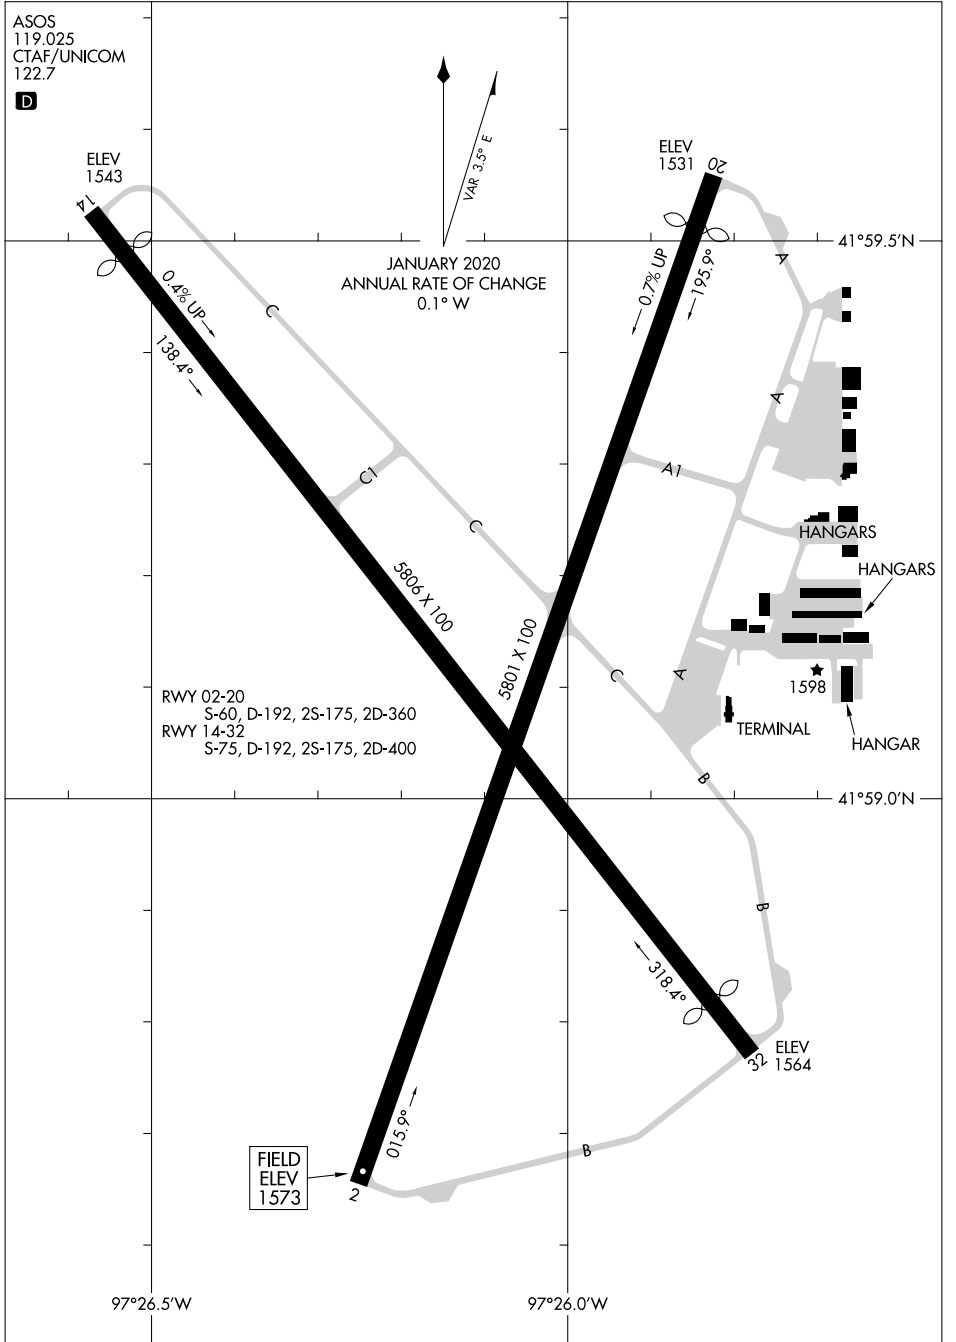 ASOS
119.025
CTAF/UNICOM
122.7
D
ELEV
1543
14
VAR 3.5° E
JANUARY 2020
ANNUAL RATE OF CHANGE
0.1° W
ELEV
1531
20
41°59.5'N
0.7% UP
195.9°
A
0.4% UP
138.4°
C
A
C1
A1
C
HANGARS
HANGARS
5806 X 100
5801 X 100
C
A
1598
TERMINAL
HANGAR
RWY 02-20
S-60, D-192, 2S-175, 2D-360
RWY 14-32
S-75, D-192, 2S-175, 2D-400
B
41°59.0'N
B
318.4°
32
ELEV
1564
015.9°
B
FIELD
ELEV
1573
2
97°26.5'W
97°26.0'W